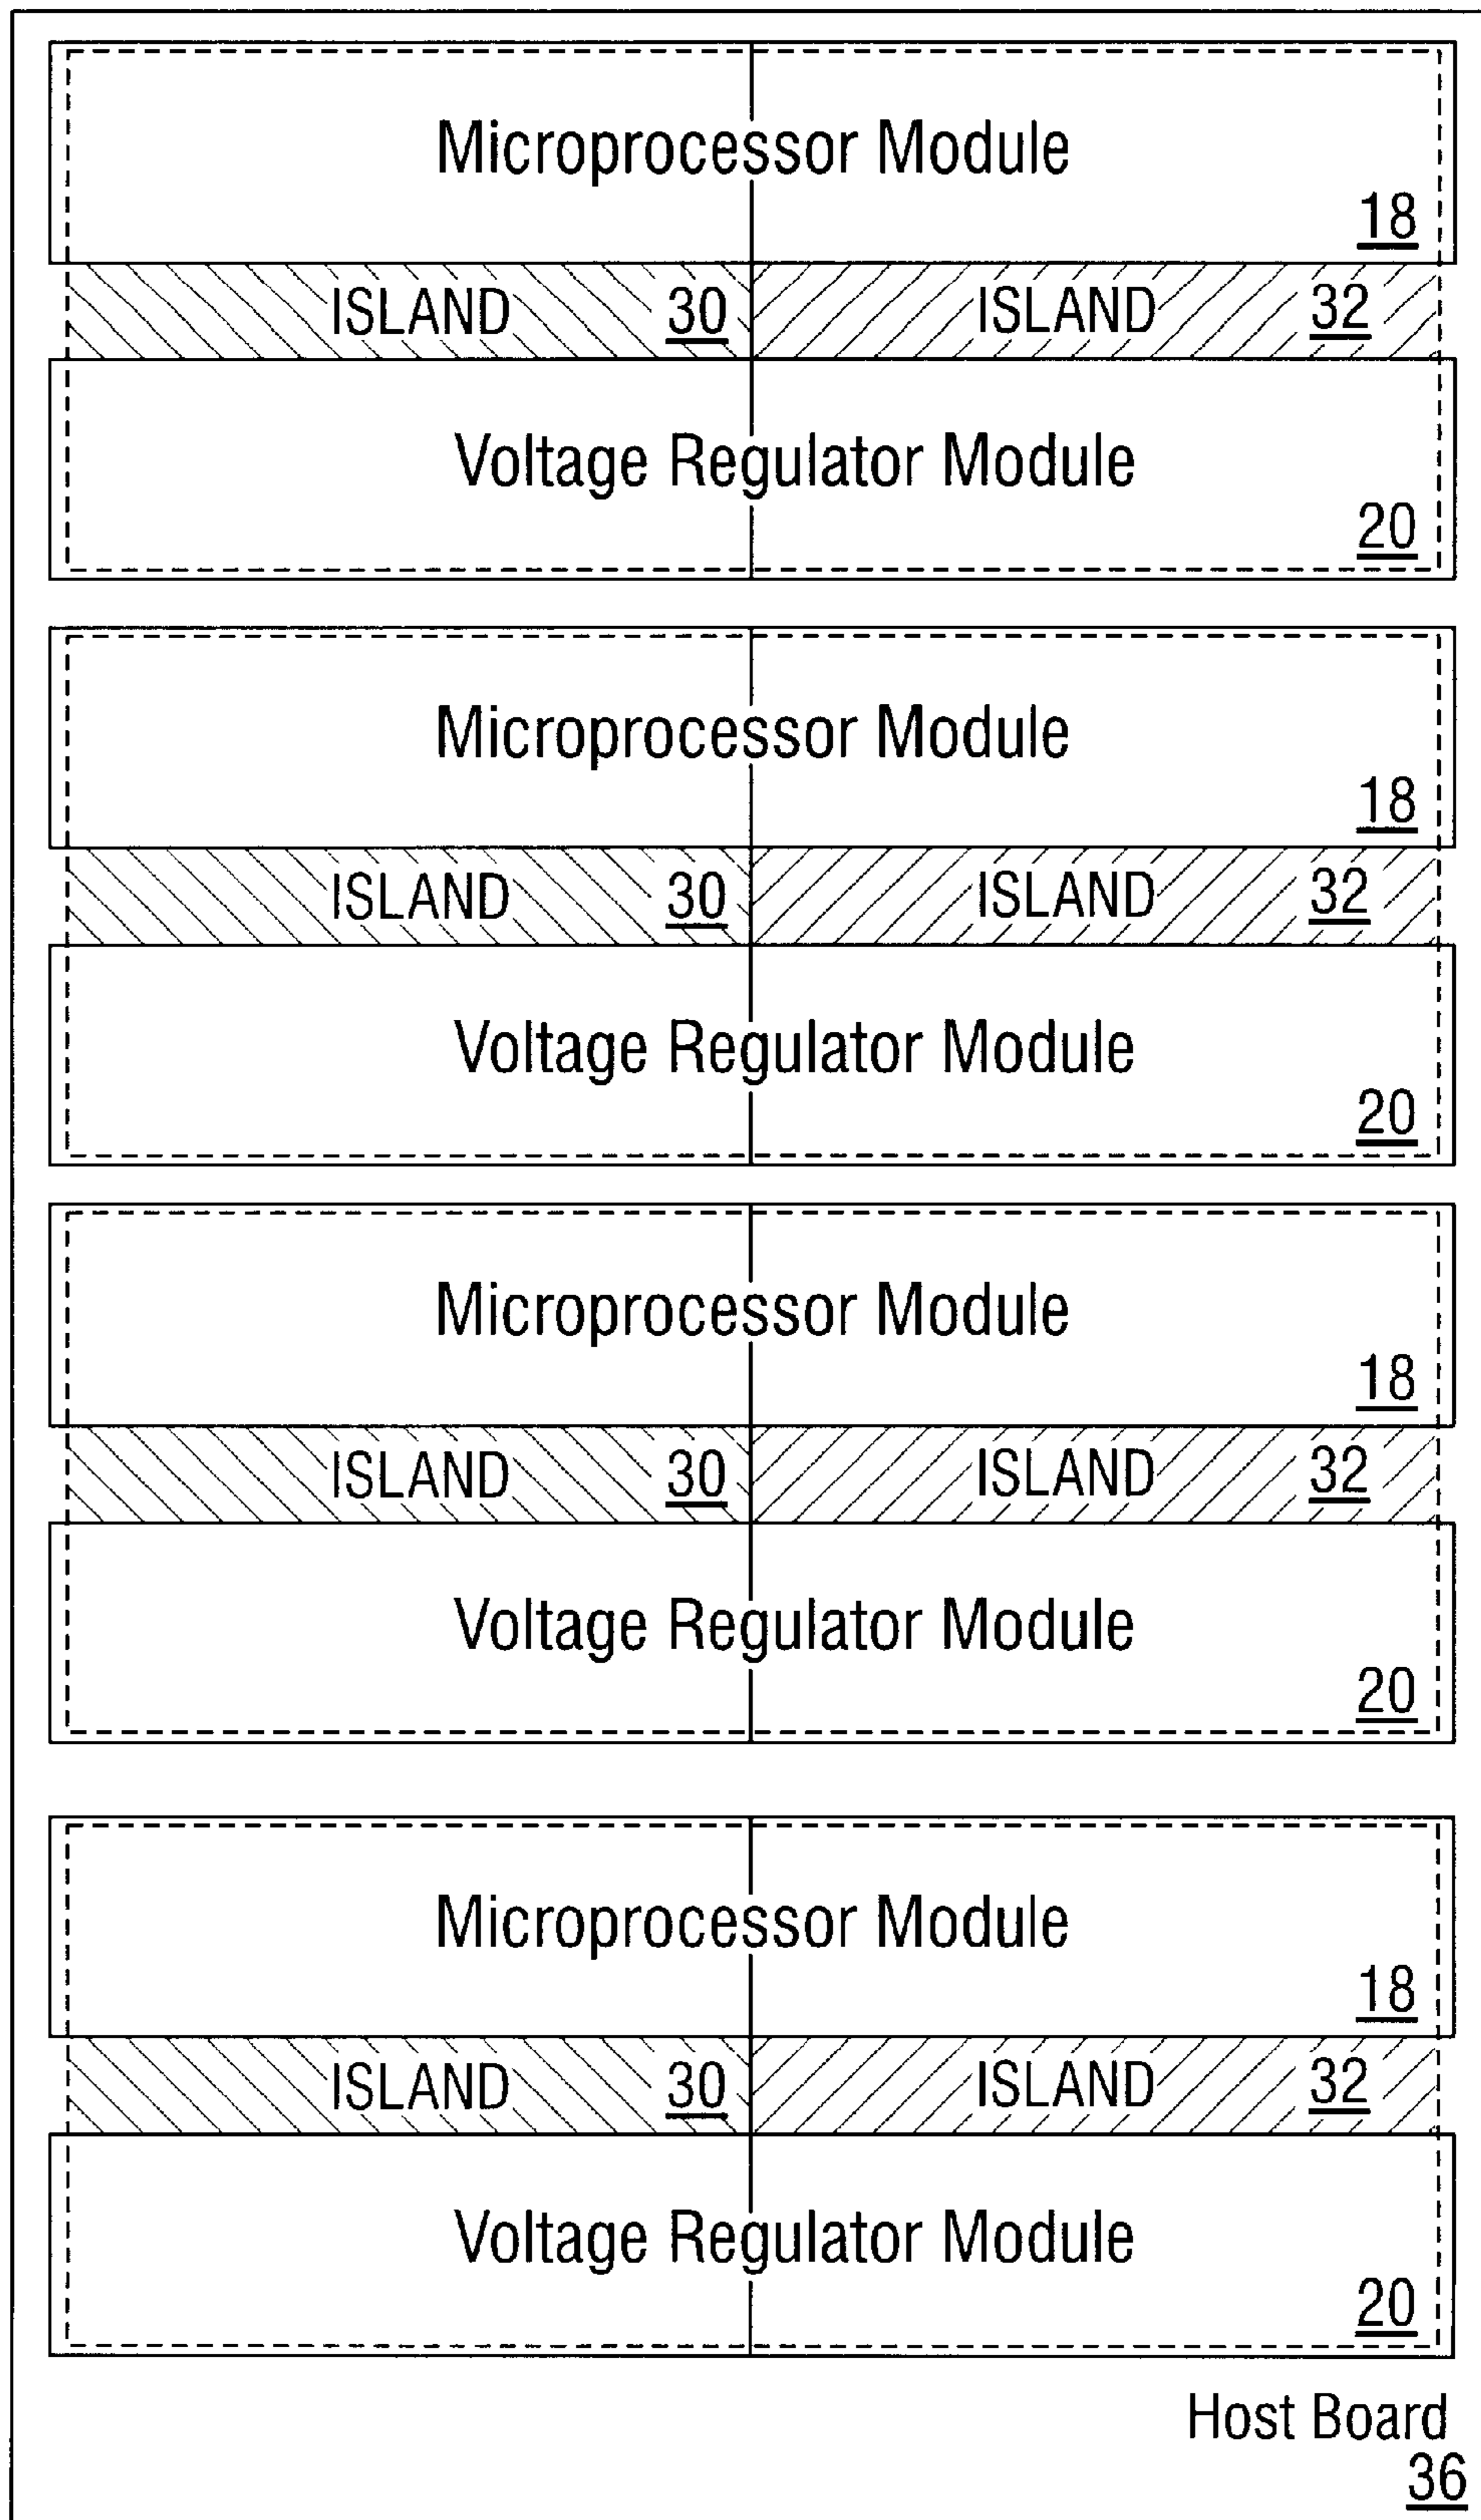 Microprocessor Module
18
ISLAND 30 ISLAND 32
Voltage Regulator Module
20
Microprocessor Module
18
ISLAND 30 ISLAND 32
Voltage Regulator Module
20
Microprocessor Module
18
ISLAND 30 ISLAND 32
Voltage Regulator Module
20
Microprocessor Module
18
ISLAND 30 ISLAND 32
Voltage Regulator Module
20
Host Board
36